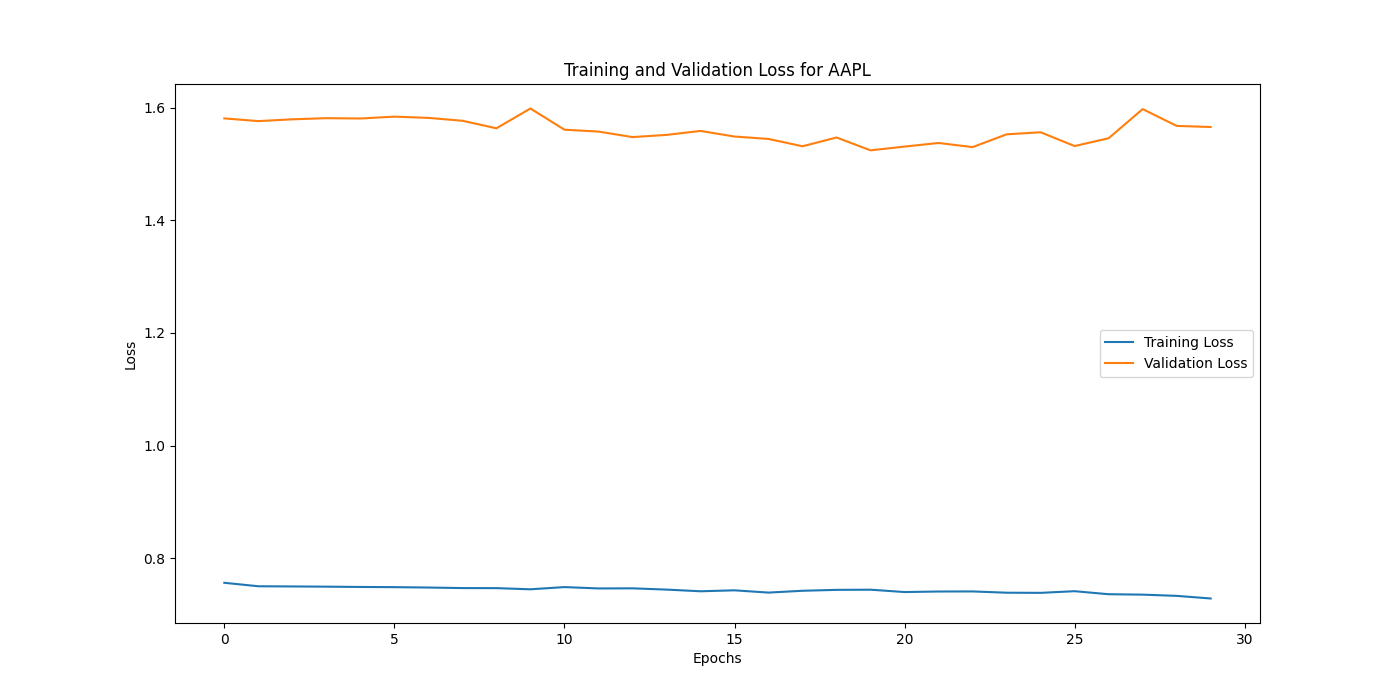 Training and Validation Loss for AAPL
1.6
1.4
1.2
1.0
0.8
Loss
Training Loss
Validation Loss
0 5 10 15 20 25 30
Epochs